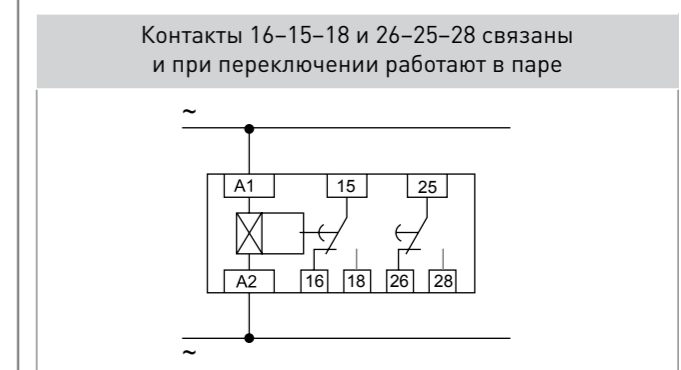 Контакты 16–15–18 и 26–25–28 связаны
и при переключении работают в паре
~
A1 15 25
A2 16 18 26 28
~